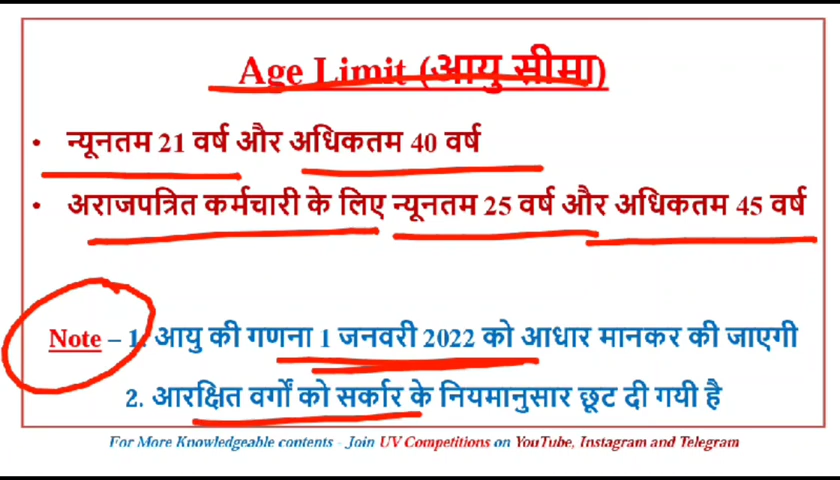 Age Limit (आयु सीमा)
• न्यूनतम 21 वर्ष और अधिकतम 40 वर्ष
• अराजपत्रित कर्मचारी के लिए न्यूनतम 25 वर्ष और अधिकतम 45 वर्ष
Note – 1. आयु की गणना 1 जनवरी 2022 को आधार मानकर की जाएगी
2. आरक्षित वर्गों को सर्कार के नियमानुसार छूट दी गयी है
For More Knowledgeable contents - Join UV Competitions on YouTube, Instagram and Telegram